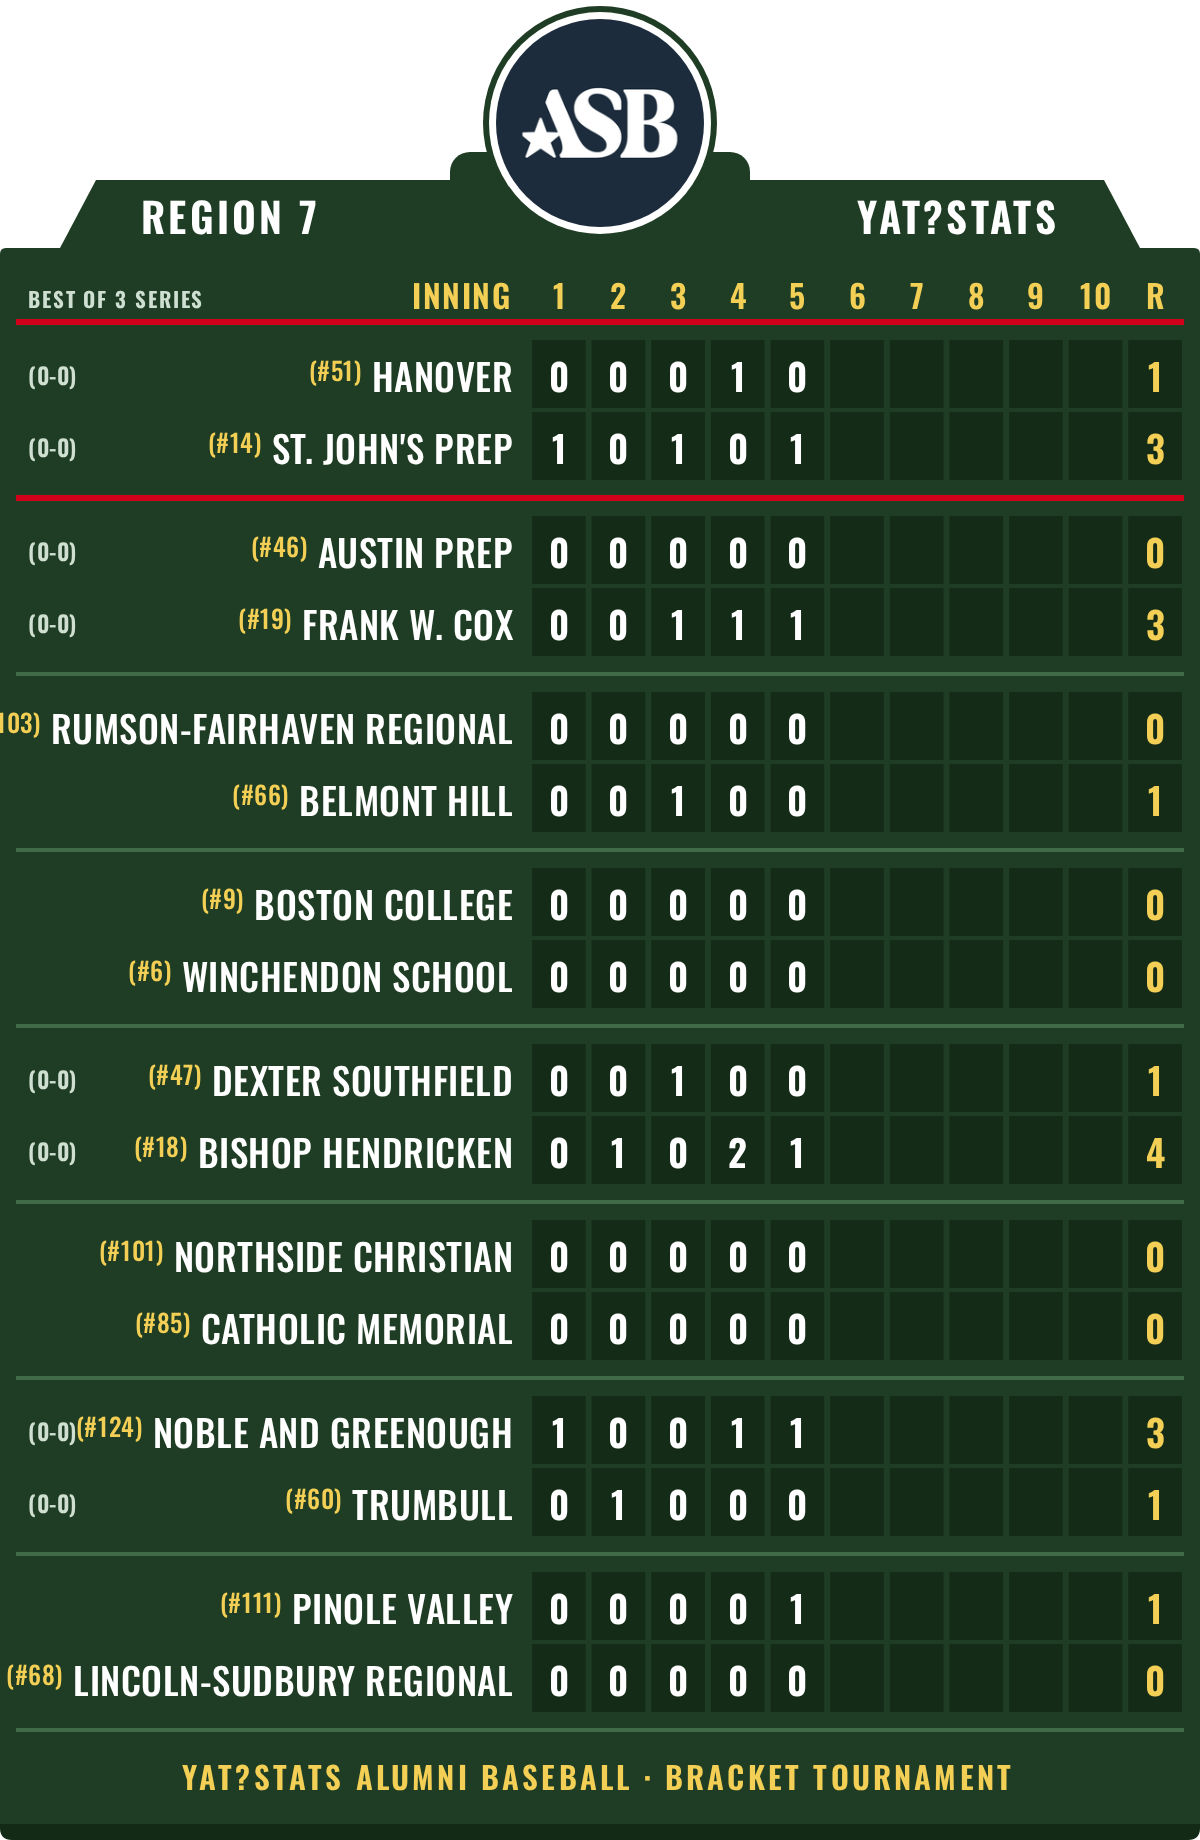 ASB
REGION 7 YAT?STATS
BEST OF 3 SERIES INNING 1 2 3 4 5 6 7 8 9 10 R
(0-0) (#51) HANOVER 0 0 0 1 0 1
(0-0) (#14) ST. JOHN'S PREP 1 0 1 0 1 3
(0-0) (#46) AUSTIN PREP 0 0 0 0 0 0
(0-0) (#19) FRANK W. COX 0 0 1 1 1 3
103) RUMSON-FAIRHAVEN REGIONAL 0 0 0 0 0 0
(#66) BELMONT HILL 0 0 1 0 0 1
(#9) BOSTON COLLEGE 0 0 0 0 0 0
(#6) WINCHENDON SCHOOL 0 0 0 0 0 0
(0-0) (#47) DEXTER SOUTHFIELD 0 0 1 0 0 1
(0-0) (#18) BISHOP HENDRICKEN 0 1 0 2 1 4
(#101) NORTHSIDE CHRISTIAN 0 0 0 0 0 0
(#85) CATHOLIC MEMORIAL 0 0 0 0 0 0
(0-0) (#124) NOBLE AND GREENOUGH 1 0 0 1 1 3
(0-0) (#60) TRUMBULL 0 1 0 0 0 1
(#111) PINOLE VALLEY 0 0 0 0 1 1
(#68) LINCOLN-SUDBURY REGIONAL 0 0 0 0 0 0
YAT?STATS ALUMNI BASEBALL · BRACKET TOURNAMENT